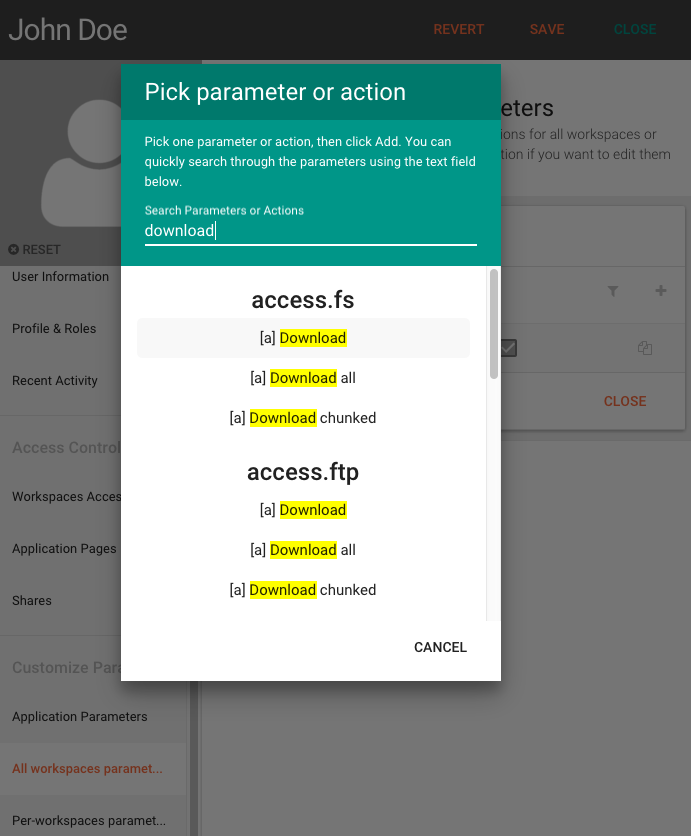 John Doe
REVERT
SAVE
CLOSE
Pick parameter or action
Pick one parameter or action, then click Add. You can
quickly search through the parameters using the text field
below.
Search Parameters or Actions
download
access.fs
[a] Download
[a] Download all
[a] Download chunked
access.ftp
[a] Download
[a] Download all
[a] Download chunked
CANCEL
RESET
User Information
Profile & Roles
Recent Activity
Access Control
Workspaces Acces
Application Pages
Shares
Customize Para
Application Parameters
All workspaces paramet...
Per-workspaces paramet...
eters
ions for all workspaces or
tion if you want to edit them
CLOSE